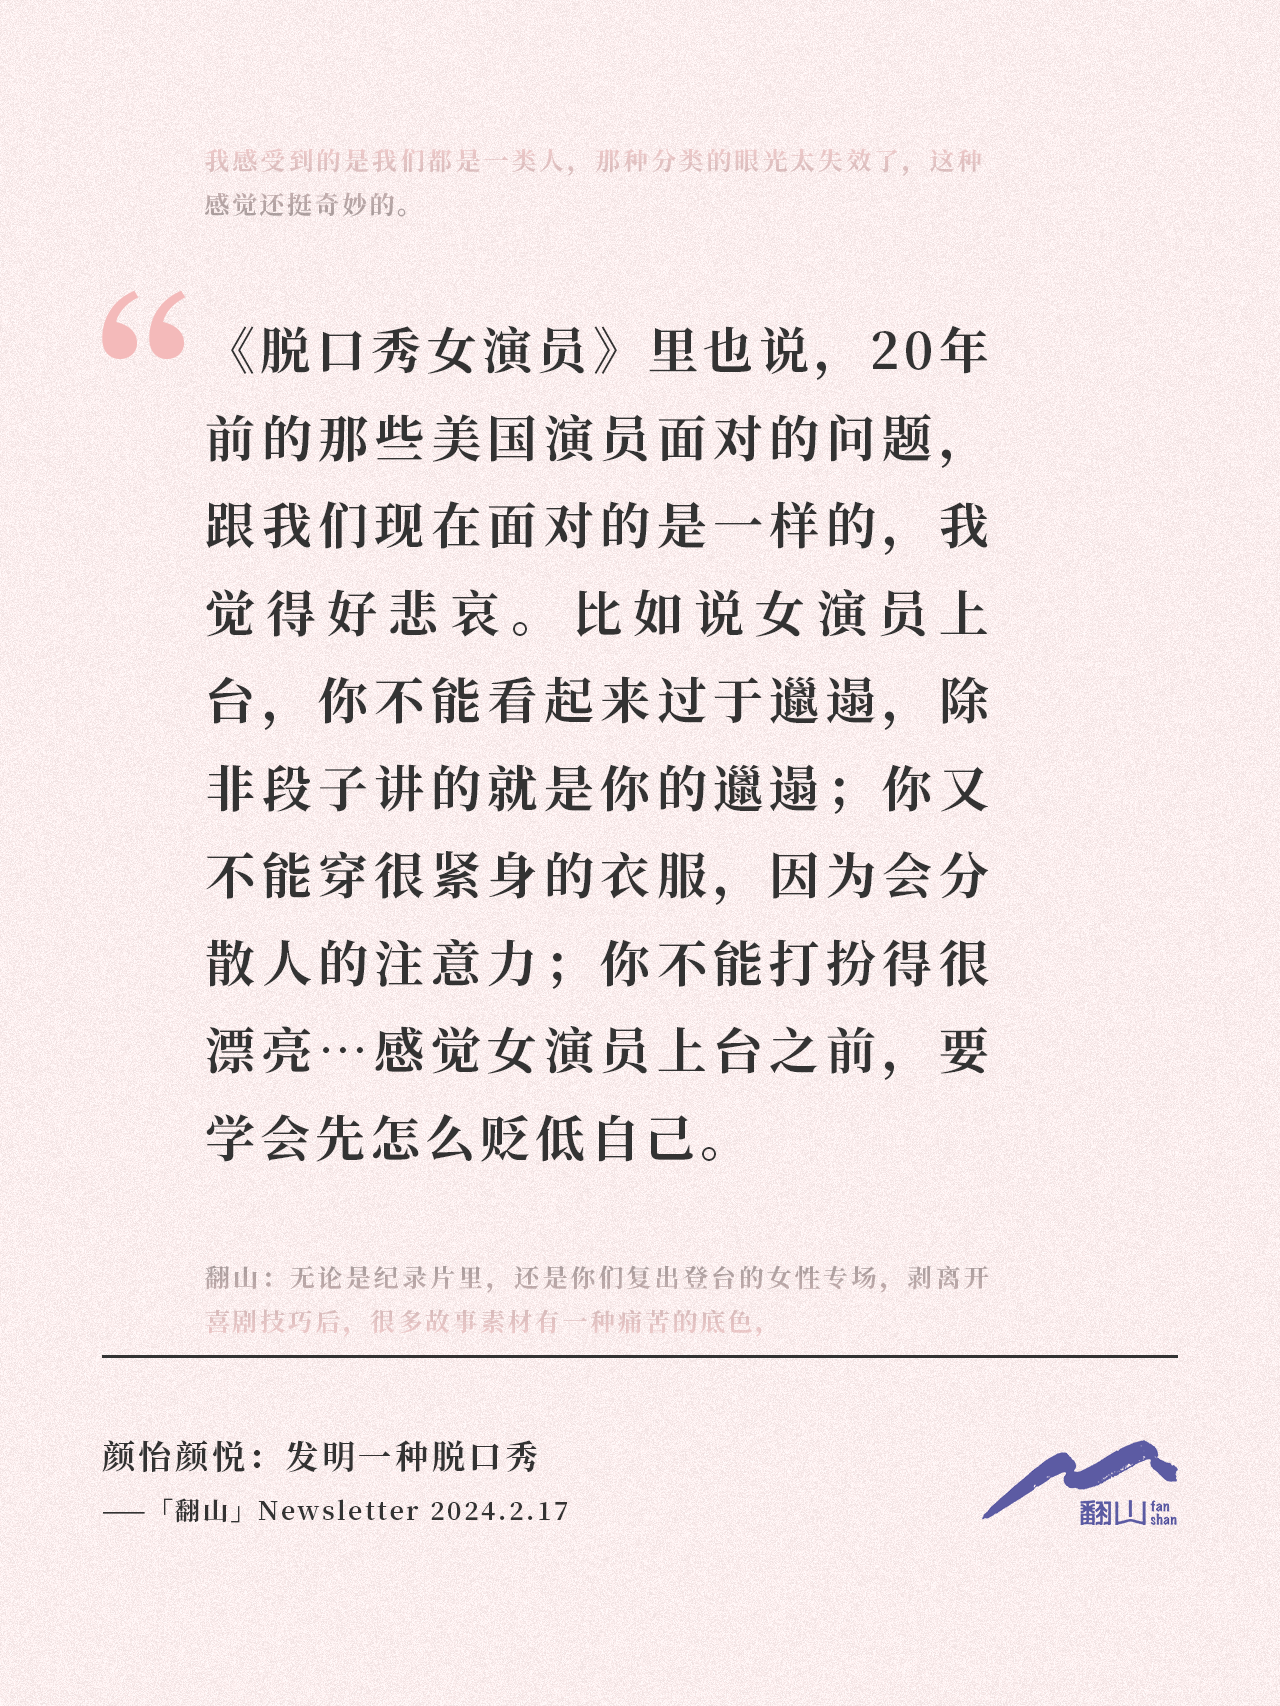 我感受到的是我们都是一类人，那种分类的眼光太失效了，这种
感觉还挺奇妙的。
“
《脱口秀女演员》里也说，20年
前的那些美国演员面对的问题，
跟我们现在面对的是一样的，我
觉得好悲哀。比如说女演员上
台，你不能看起来过于邋遢，除
非段子讲的就是你的邋遢；你又
不能穿很紧身的衣服，因为会分
散人的注意力；你不能打扮得很
漂亮…感觉女演员上台之前，要
学会先怎么贬低自己。
翻山：无论是纪录片里，还是你们复出登台的女性专场，剥离开
喜剧技巧后，很多故事素材有一种痛苦的底色，
颜怡颜悦：发明一种脱口秀
——「翻山」Newsletter 2024.2.17
翻山 fan
shan